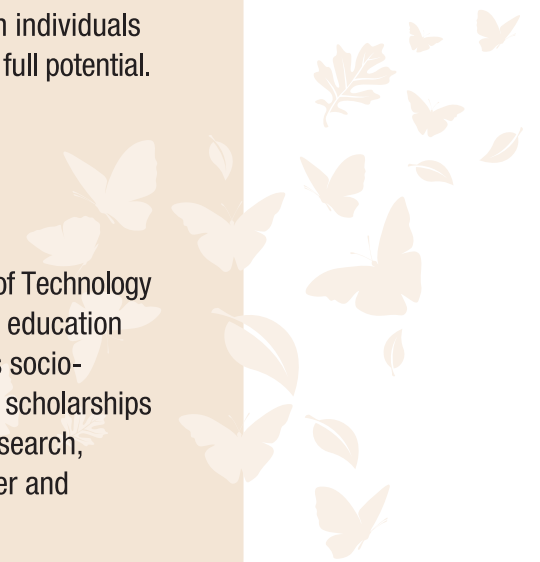 individuals
full potential.
of Technology
education
socio-
scholarships
search,
er and